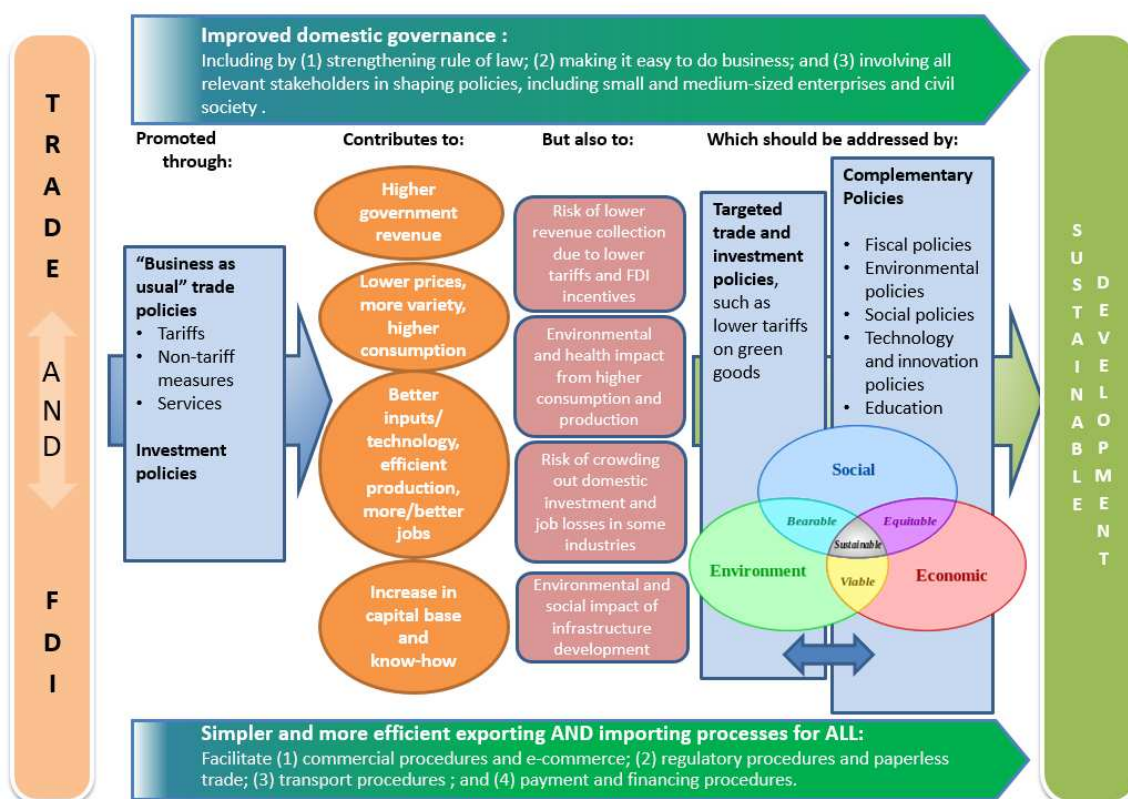 Improved domestic governance :
Including by (1) strengthening rule of law; (2) making it easy to do business; and (3) involving all
relevant stakeholders in shaping policies, including small and medium-sized enterprises and civil
society .
TRADE
AND
FDI
Promoted
through:
"Business as
usual" trade
policies
• Tariffs
• Non-tariff
measures
• Services
Investment
policies
Contributes to:
Higher
government
revenue
Lower prices,
more variety,
higher
consumption
Better
inputs/
technology,
efficient
production,
more/better
jobs
Increase in
capital base
and
know-how
But also to:
Risk of lower
revenue collection
due to lower
tariffs and FDI
incentives
Environmental
and health impact
from higher
consumption and
production
Risk of crowding
out domestic
investment and
job losses in some
industries
Environmental and
social impact of
infrastructure
development
Which should be addressed by:
Targeted
trade and
investment
policies,
such as
lower tariffs
on green
goods
Complementary
Policies
• Fiscal policies
• Environmental
policies
• Social policies
• Technology
and innovation
policies
• Education
Social
Bearable
Equitable
Sustainable
Environment
Viable
Economic
SUSTAINABLE
DEVELOPMENT
Simpler and more efficient exporting AND importing processes for ALL:
Facilitate (1) commercial procedures and e-commerce; (2) regulatory procedures and paperless
trade; (3) transport procedures ; and (4) payment and financing procedures.